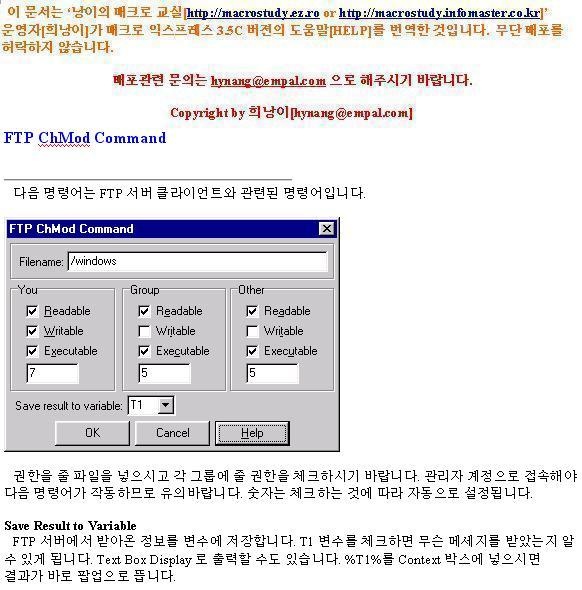 이 문서는 ‘낭이의 매크로 교실[http://macrostudy.ez.ro or http://macrostudy.infomaster.co.kr]’
운영자[희낭이]가 매크로 익스프레스 3.5C 버전의 도움말[HELP]를 번역한 것입니다. 무단 배포를
허락하지 않습니다.
배포관련 문의는 hynang@empal.com 으로 해주시기 바랍니다.
Copyright by 희낭이[hynang@empal.com]
FTP ChMod Command
다음 명령어는 FTP 서버 클라이언트와 관련된 명령어입니다.
FTP ChMod Command
Filename: /windows
You Group Other
Readable Readable Readable
Writable Writable Writable
Executable Executable Executable
7 5 5
Save result to variable: T1
OK Cancel Help
권한을 줄 파일을 넣으시고 각 그룹에 줄 권한을 체크하시기 바랍니다. 관리자 계정으로 접속해야
다음 명령어가 작동하므로 유의바랍니다. 숫자는 체크하는 것에 따라 자동으로 설정됩니다.
Save Result to Variable
FTP 서버에서 받아온 정보를 변수에 저장합니다. T1 변수를 체크하면 무슨 메세지를 받았는지 알
수 있게 됩니다. Text Box Display 로 출력할 수도 있습니다. %T1%를 Context 박스에 넣으시면
결과가 바로 팝업으로 뜹니다.